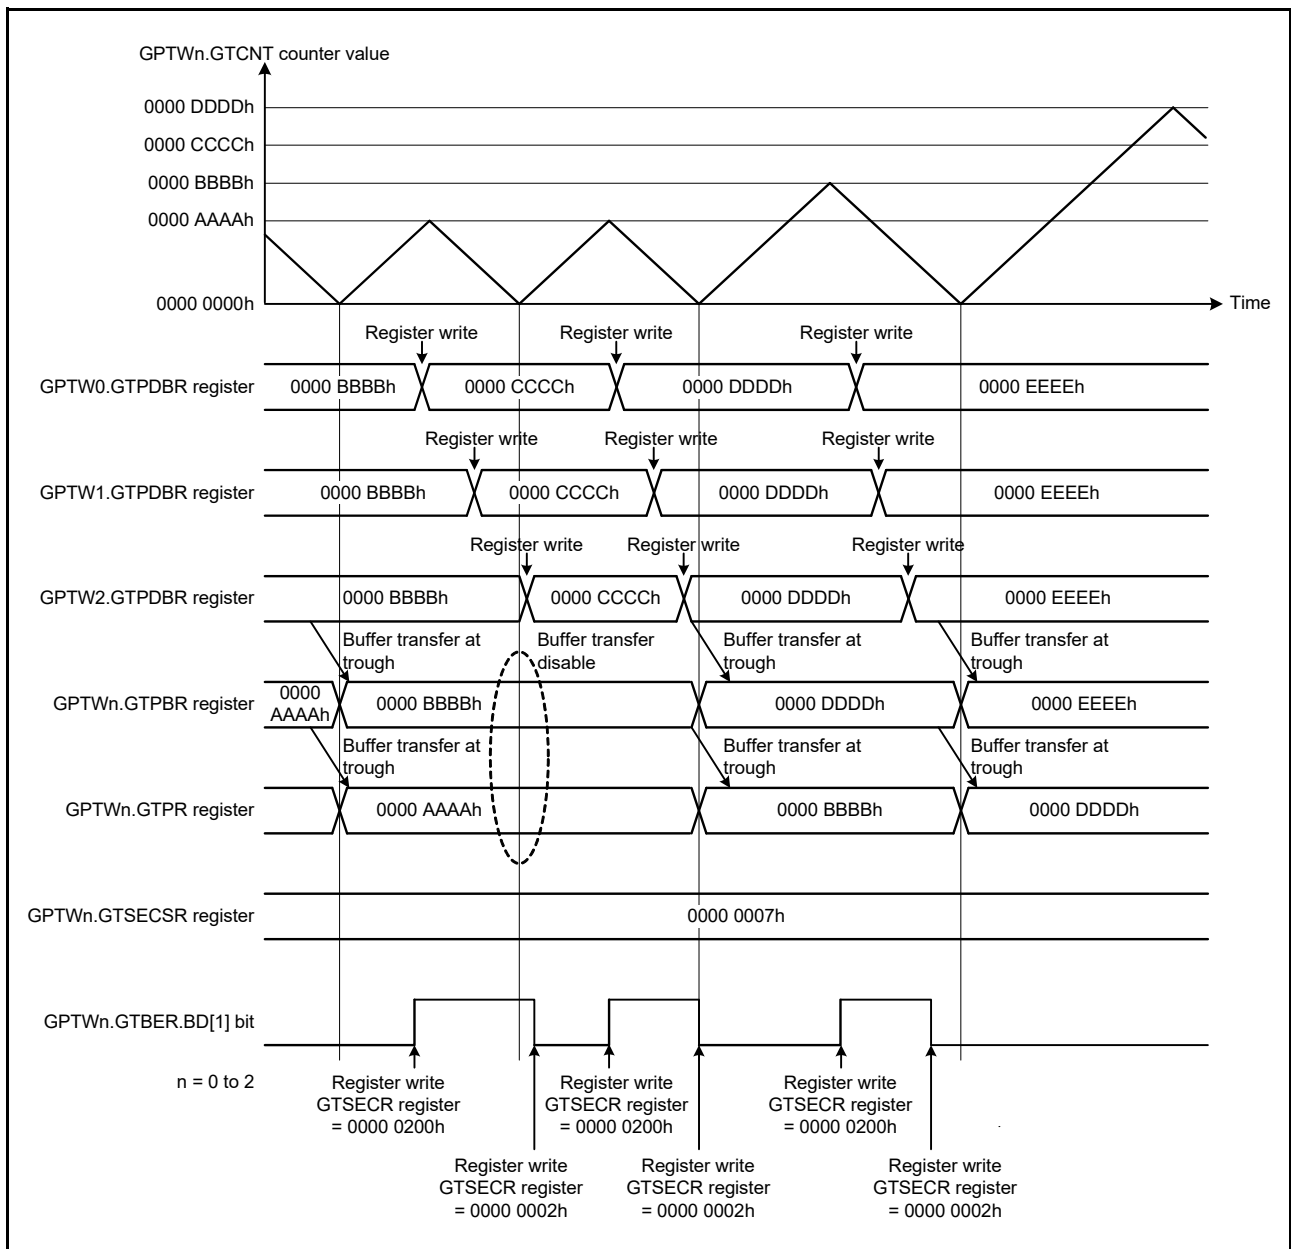 GPTWn.GTCNT counter value
0000 DDDDh
0000 CCCCh
0000 BBBBh
0000 AAAAh
0000 0000h
Time
Register write Register write Register write
GPTW0.GTPDBR register 0000 BBBBh 0000 CCCCh 0000 DDDDh 0000 EEEEh
Register write Register write Register write
GPTW1.GTPDBR register 0000 BBBBh 0000 CCCCh 0000 DDDDh 0000 EEEEh
Register write Register write Register write
GPTW2.GTPDBR register 0000 BBBBh 0000 CCCCh 0000 DDDDh 0000 EEEEh
Buffer transfer at
trough
Buffer transfer
disable
Buffer transfer at
trough
Buffer transfer at
trough
GPTWn.GTPBR register
0000
AAAAh
0000 BBBBh 0000 DDDDh 0000 EEEEh
Buffer transfer at
trough
Buffer transfer at
trough
Buffer transfer at
trough
GPTWn.GTPR register 0000 AAAAh 0000 BBBBh 0000 DDDDh
GPTWn.GTSECSR register 0000 0007h
GPTWn.GTBER.BD[1] bit
n = 0 to 2
Register write
GTSECR register
= 0000 0200h
Register write
GTSECR register
= 0000 0200h
Register write
GTSECR register
= 0000 0200h
Register write
GTSECR register
= 0000 0002h
Register write
GTSECR register
= 0000 0002h
Register write
GTSECR register
= 0000 0002h